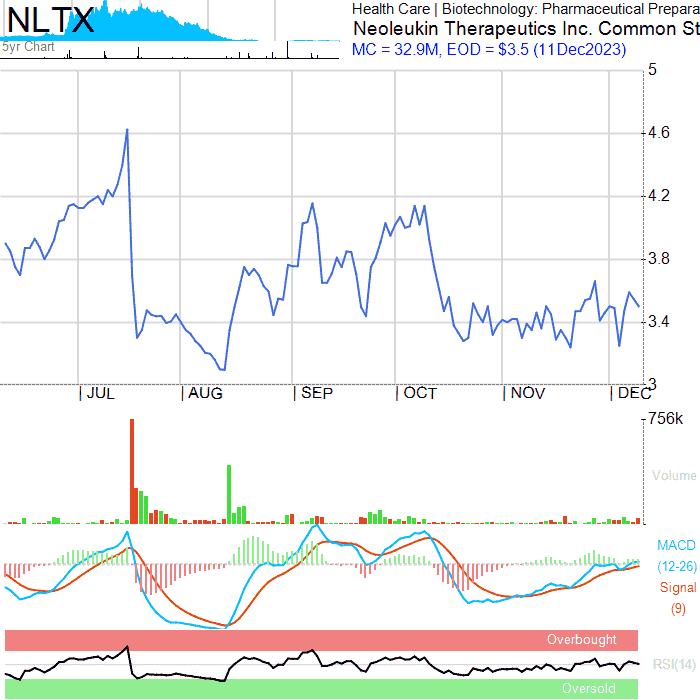 NLTX
5yr Chart
Health Care | Biotechnology: Pharmaceutical Prepara
Neoleukin Therapeutics Inc. Common St
MC = 32.9M, EOD = $3.5 (11Dec2023)
5
4.6
4.2
3.8
3.4
3
JUL AUG SEP OCT NOV DEC
756k
Volume
MACD
(12-26)
Signal
(9)
Overbought
RSI(14)
Oversold